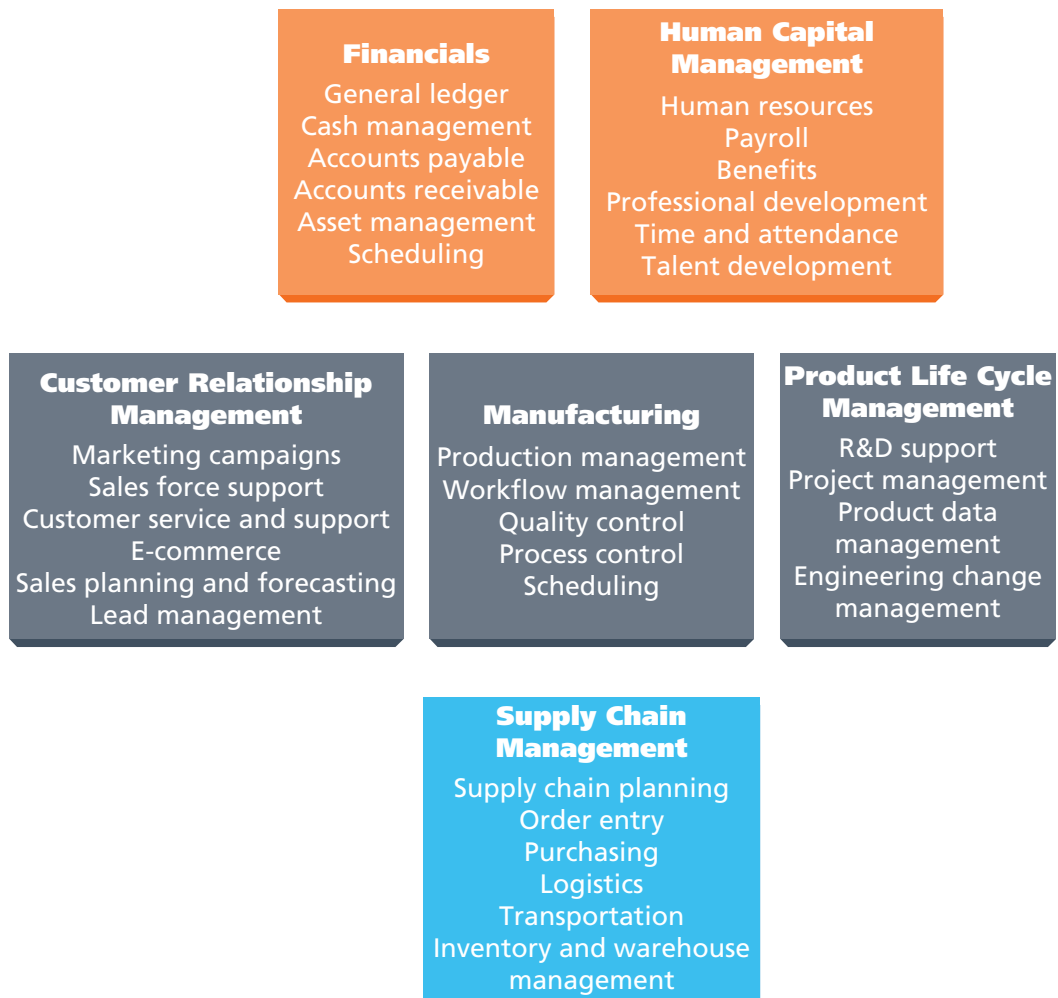 Financials
General ledger
Cash management
Accounts payable
Accounts receivable
Asset management
Scheduling
Human Capital
Management
Human resources
Payroll
Benefits
Professional development
Time and attendance
Talent development
Customer Relationship
Management
Marketing campaigns
Sales force support
Customer service and support
E-commerce
Sales planning and forecasting
Lead management
Manufacturing
Production management
Workflow management
Quality control
Process control
Scheduling
Product Life Cycle
Management
R&D support
Project management
Product data
management
Engineering change
management
Supply Chain
Management
Supply chain planning
Order entry
Purchasing
Logistics
Transportation
Inventory and warehouse
management